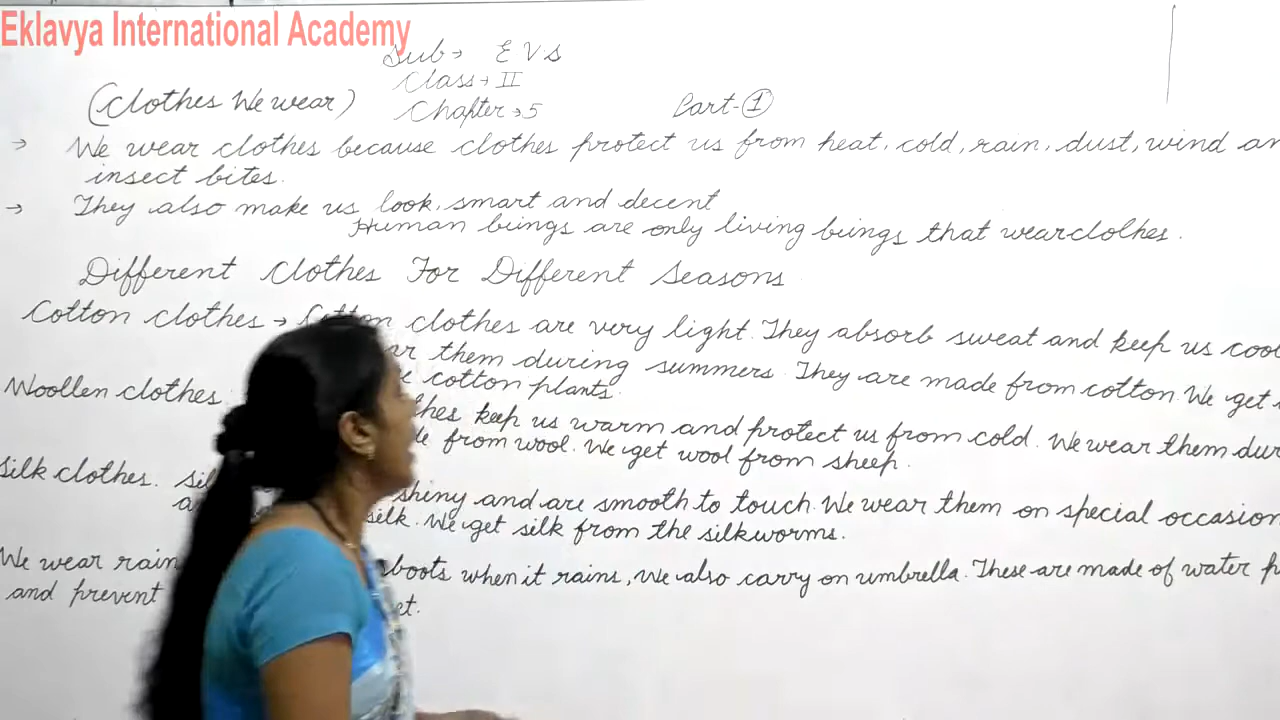 Eklavya International Academy
Sub → E V S
Class → II
(Clothes We wear) Chapter → 5 Part - 1
→ We wear clothes because clothes protect us from heat, cold, rain, dust, wind an
insect bites.
→ They also make us look, smart and decent
Human beings are only living beings that wearclothes.
Different Clothes For Different Seasons
Cotton clothes → Cotton clothes are very light. They absorb sweat and keep us cool
them during summers. They are made from cotton. We get
cotton plants.
Woollen clothes. keep us warm and protect us from cold. We wear them dur
from wool. We get wool from sheep.
Silk clothes. shiny and are smooth to touch. We wear them on special occasion
silk. We get silk from the silkworms.
We wear rain boots when it rains, We also carry on umbrella. These are made of water p
and prevent et.